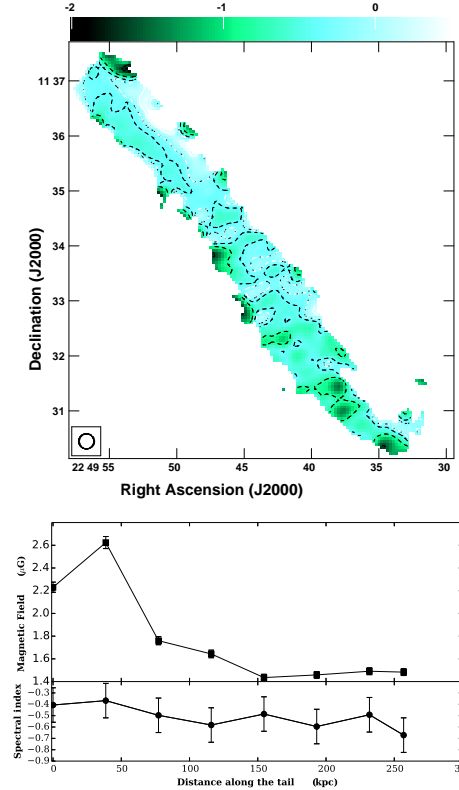 -2 -1 0
11 37
36
35
34
33
32
31
Declination (J2000)
22 49 55 50 45 40 35 30
Right Ascension (J2000)
2.6
2.4
2.2
2.0
1.8
1.6
1.4
Magnetic Field (μG)
−0.3
−0.4
−0.5
−0.6
−0.7
−0.8
−0.9
Spectral index
0 50 100 150 200 250 300
Distance along the tail (kpc)